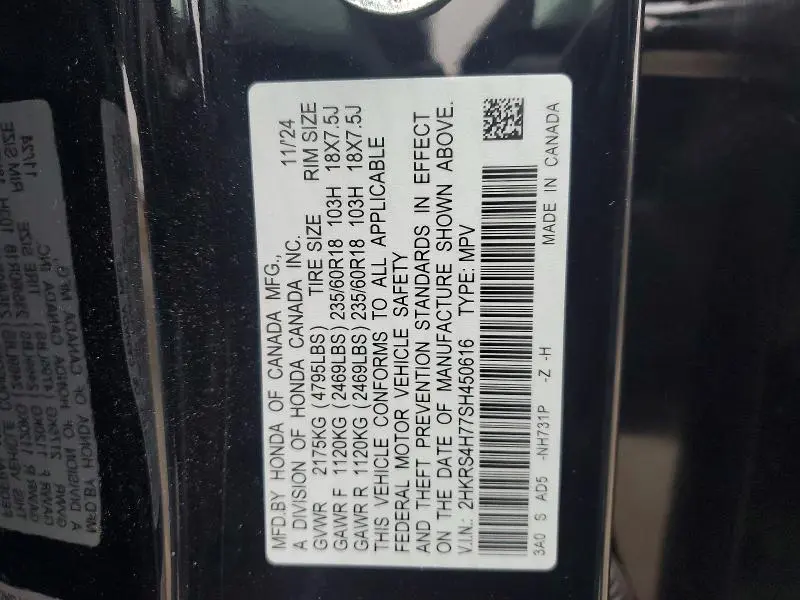 MFD.BY HONDA OF CANADA MFG.,
A DIVISION OF HONDA CANADA INC. 11/24
GVWR 2175KG (4795LBS) TIRE SIZE RIM SIZE
GAWR F 1120KG (2469LBS) 235/60R18 103H 18X7.5J
GAWR R 1120KG (2469LBS) 235/60R18 103H 18X7.5J
THIS VEHICLE CONFORMS TO ALL APPLICABLE
FEDERAL MOTOR VEHICLE SAFETY
AND THEFT PREVENTION STANDARDS IN EFFECT
ON THE DATE OF MANUFACTURE SHOWN ABOVE.
V.I.N.: 2HKRS4H77SH450616 TYPE: MPV
3A0 S AD5 -NH731P -Z -H MADE IN CANADA